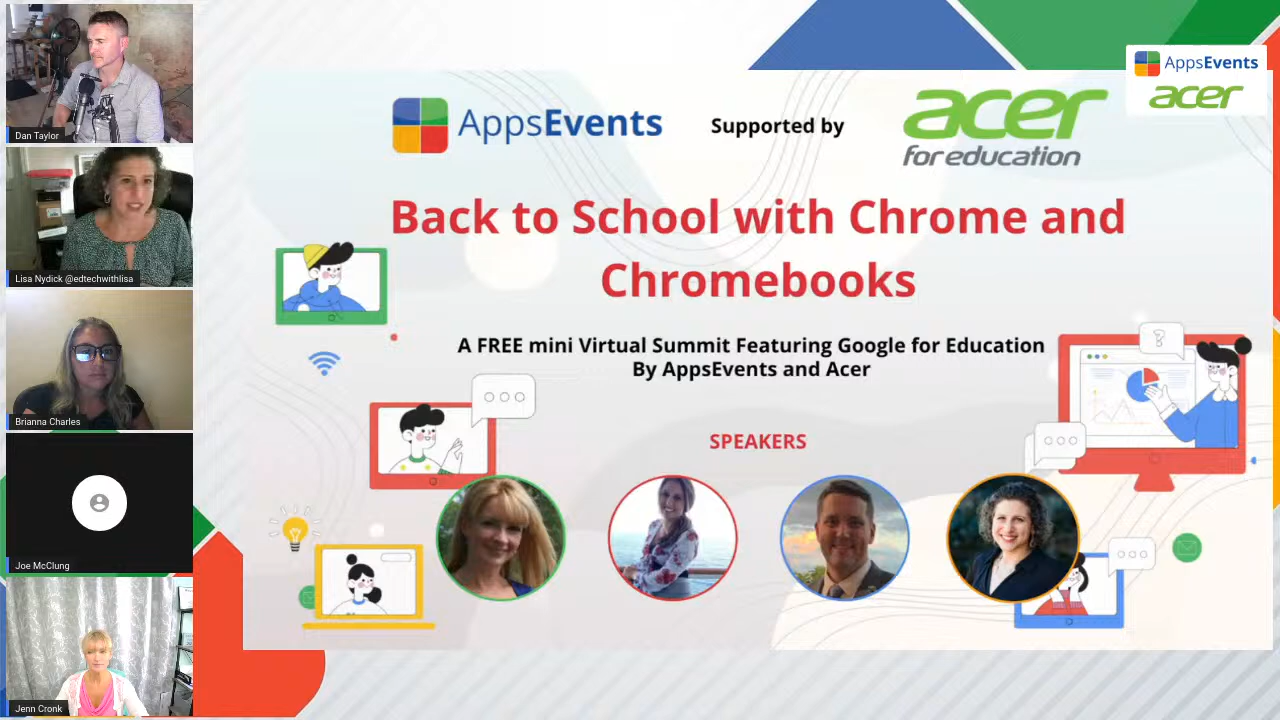 Dan Taylor
Lisa Nydick @edtechwithlisa
Brianna Charles
Joe McClung
Jenn Cronk
AppsEvents
Supported by
acer
for education
AppsEvents
acer
Back to School with Chrome and
Chromebooks
A FREE mini Virtual Summit Featuring Google for Education
By AppsEvents and Acer
SPEAKERS
?